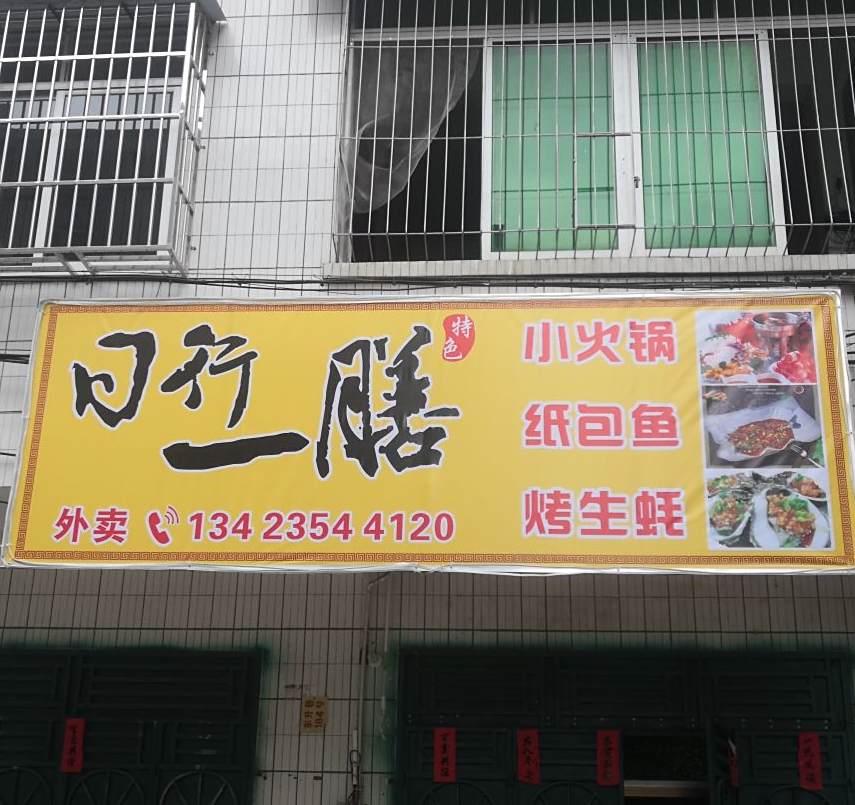 日行一膳
特色
小火锅
纸包鱼
烤生蚝
外卖 134 2354 4120